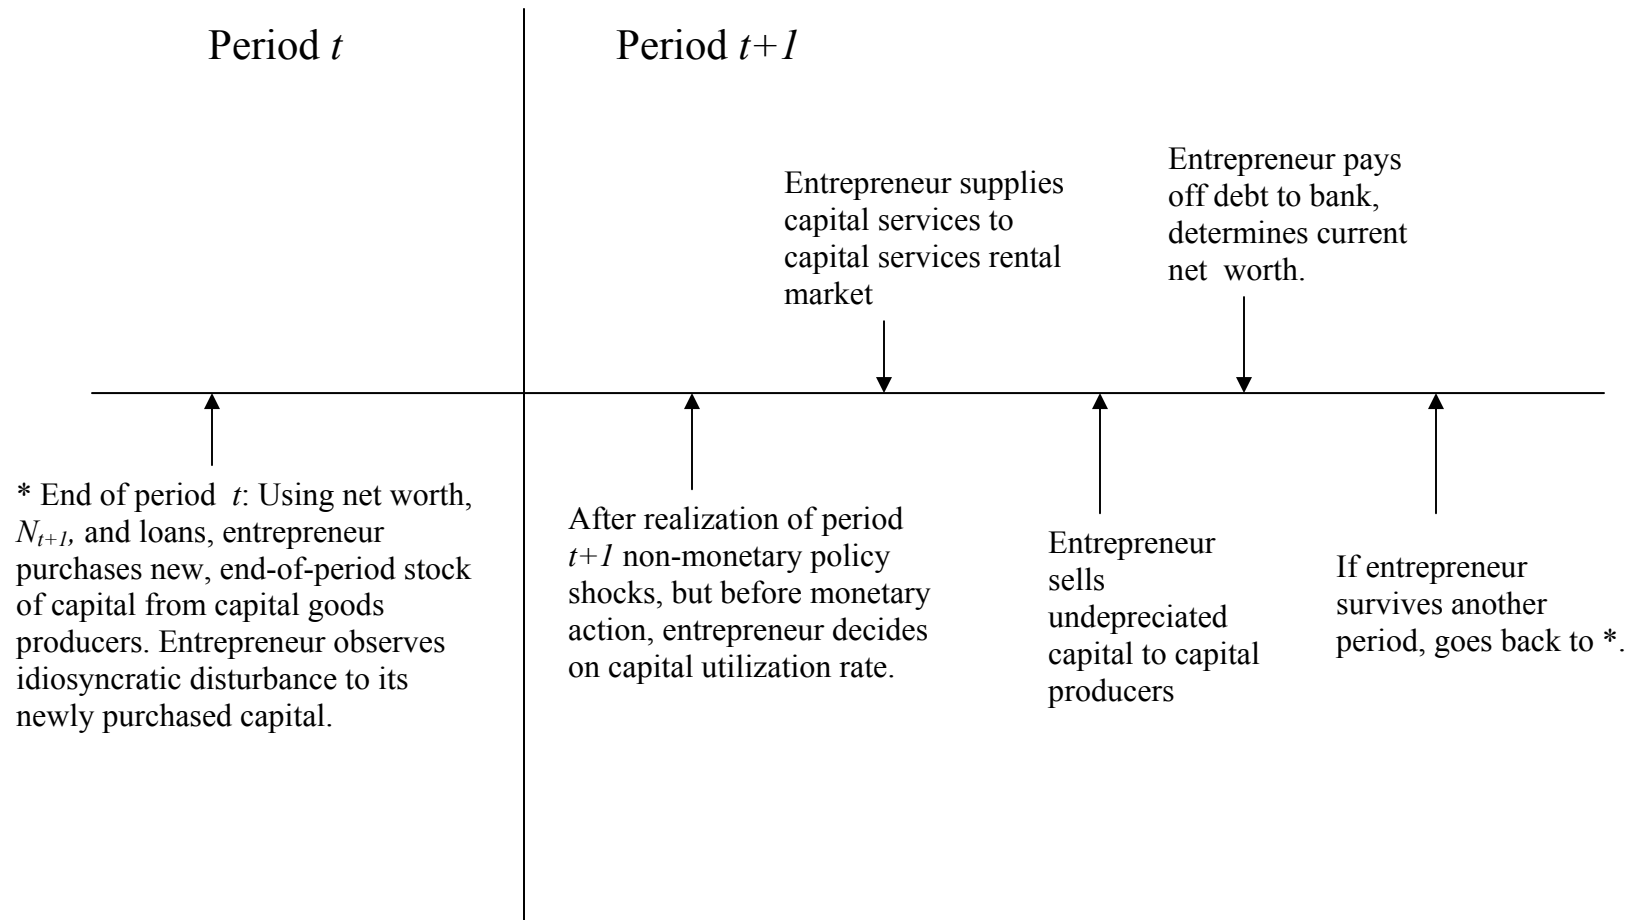 Period t
Period t+1
Entrepreneur supplies
capital services to
capital services rental
market
Entrepreneur pays
off debt to bank,
determines current
net  worth.
* End of period  t: Using net worth,
N_{t+1}, and loans, entrepreneur
purchases new, end-of-period stock
of capital from capital goods
producers. Entrepreneur observes
idiosyncratic disturbance to its
newly purchased capital.
After realization of period
t+1 non-monetary policy
shocks, but before monetary
action, entrepreneur decides
on capital utilization rate.
Entrepreneur
sells
undepreciated
capital to capital
producers
If entrepreneur
survives another
period, goes back to *.